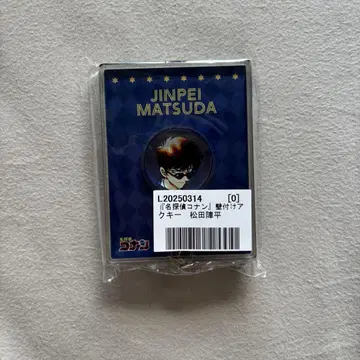 JINPEI
MATSUDA
L20250314 [0]
『名探偵コナン』壁付けア
クキー 松田陣平
名探偵
コナン